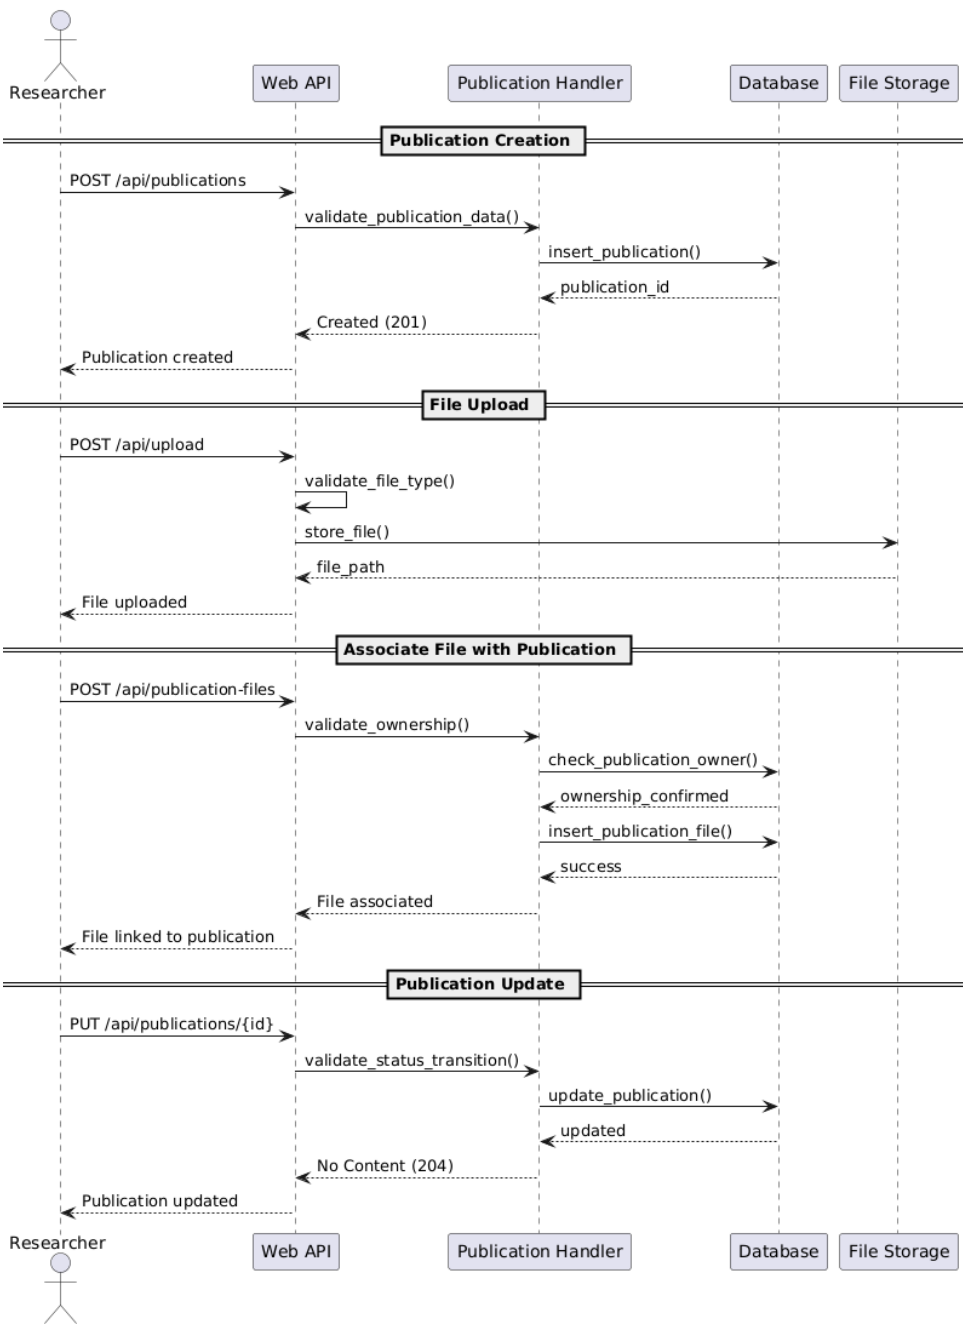 Researcher
Web API
Publication Handler
Database
File Storage
Publication Creation
POST /api/publications
validate_publication_data()
insert_publication()
publication_id
Created (201)
Publication created
File Upload
POST /api/upload
validate_file_type()
store_file()
file_path
File uploaded
Associate File with Publication
POST /api/publication-files
validate_ownership()
check_publication_owner()
ownership_confirmed
insert_publication_file()
success
File associated
File linked to publication
Publication Update
PUT /api/publications/{id}
validate_status_transition()
update_publication()
updated
No Content (204)
Publication updated
Researcher
Web API
Publication Handler
Database
File Storage